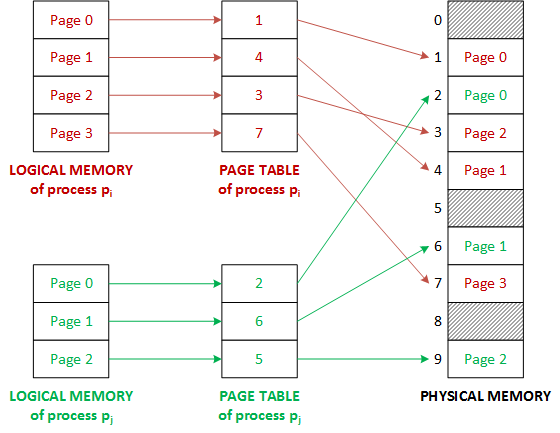 Page 0
Page 1
Page 2
Page 3
LOGICAL MEMORY
of process pi
1
4
3
7
PAGE TABLE
of process pi
Page 0
Page 1
Page 2
LOGICAL MEMORY
of process pj
2
6
5
PAGE TABLE
of process pj
0
1 Page 0
2 Page 0
3 Page 2
4 Page 1
5
6 Page 1
7 Page 3
8
9 Page 2
PHYSICAL MEMORY